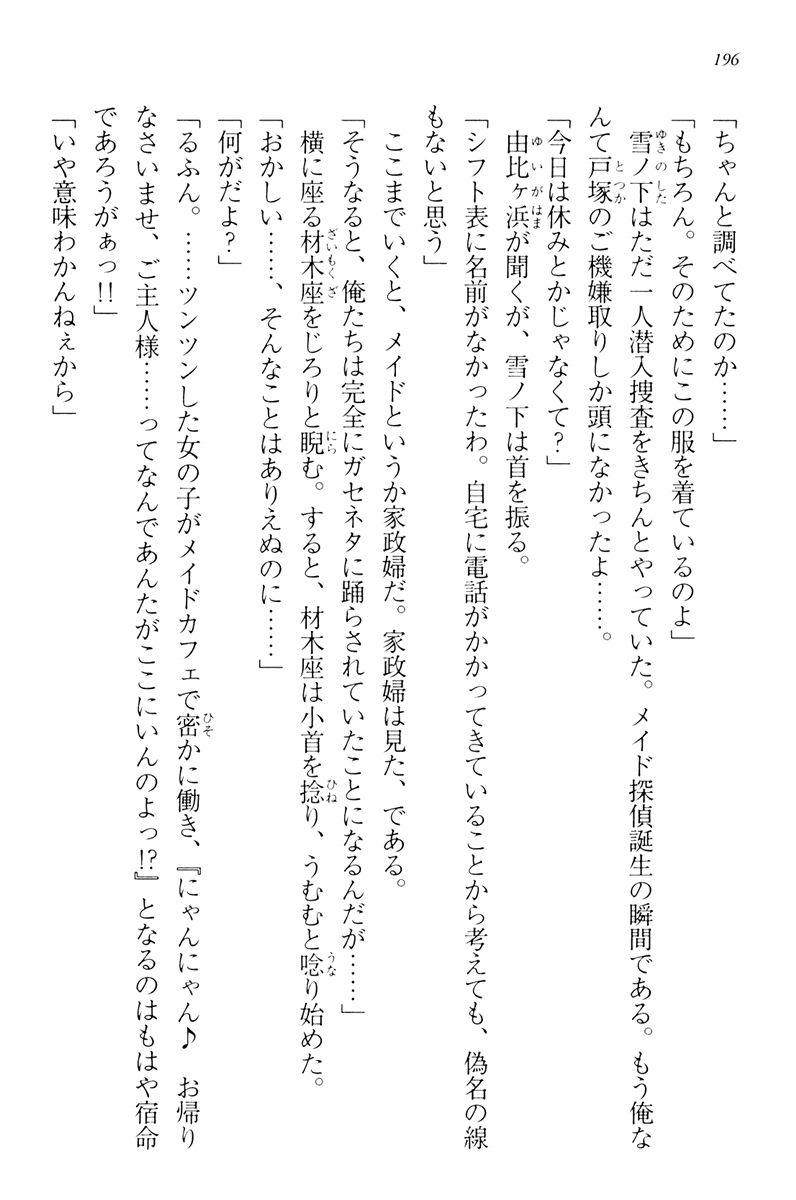 196
「ちゃんと調べてたのか……」
「もちろん。そのためにこの服を着ているのよ」
雪ノ下はただ一人潜入捜査をきちんとやっていた。メイド探偵誕生の瞬間である。もう俺な
んて戸塚のご機嫌取りしか頭になかったよ……。
「今日は休みとかじゃなくて？」
由比ヶ浜が聞くが、雪ノ下は首を振る。
「シフト表に名前がなかったわ。自宅に電話がかかってきていることから考えても、偽名の線
もないと思う」
ここまでいくと、メイドというか家政婦だ。家政婦は見た、である。
「そうなると、俺たちは完全にガセネタに踊らされていたことになるんだが……」
横に座る材木座をじろりと睨む。すると、材木座は小首を捻り、うむむと唸り始めた。
「おかしい……、そんなことはありえぬのに……」
「何がだよ？」
「るふん。……ツンツンした女の子がメイドカフェで密かに働き、『にゃんにゃん♪　お帰り
なさいませ、ご主人様……ってなんであんたがここにいんのよっ!?』となるのはもはや宿命
であろうがぁっ!!」
「いや意味わかんねぇから」